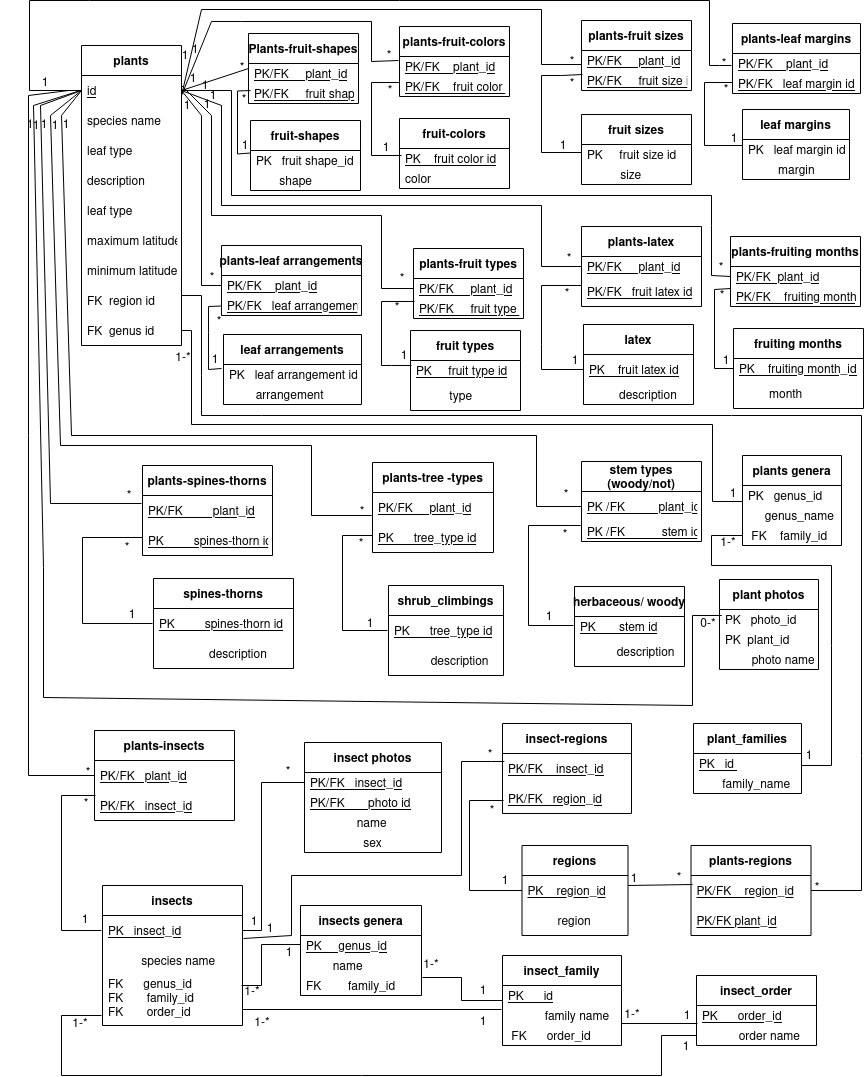 plants
id
species name
leaf type
description
leaf type
maximum latitude
minimum latitude
FK region id
FK genus id
Plants-fruit-shapes
PK/FK plant_id
PK/FK fruit shap
fruit-shapes
PK fruit shape_id
shape
plants-fruit-colors
PK/FK plant_id
PK/FK fruit color
fruit-colors
PK fruit color id
color
plants-fruit sizes
PK/FK plant_id
PK/FK fruit size i
fruit sizes
PK fruit size id
size
plants-leaf margins
PK/FK plant_id
PK/FK leaf margin id
leaf margins
PK leaf margin id
margin
plants-leaf arrangements
PK/FK plant_id
PK/FK leaf arrangemen
leaf arrangements
PK leaf arrangement id
arrangement
plants-fruit types
PK/FK plant_id
PK/FK fruit type
fruit types
PK fruit type id
type
plants-latex
PK/FK plant_id
PK/FK fruit latex id
latex
PK fruit latex id
description
plants-fruiting months
PK/FK plant_id
PK/FK fruiting month
fruiting months
PK fruiting month_id
month
plants-spines-thorns
PK/FK plant_id
PK spines-thorn id
spines-thorns
PK spines-thorn id
description
plants-tree -types
PK/FK plant_id
PK tree_type id
shrub_climbings
PK tree_type id
description
stem types
(woody/not)
PK /FK plant_id
PK /FK stem id
herbaceous/ woody
PK stem id
description
plants genera
PK genus_id
genus_name
FK family_id
plant photos
PK photo_id
PK plant_id
photo name
plants-insects
PK/FK plant_id
PK/FK insect_id
insect photos
PK/FK insect_id
PK/FK photo id
name
sex
insect-regions
PK/FK insect_id
PK/FK region_id
plant_families
PK id
family_name
regions
PK region_id
region
plants-regions
PK/FK region_id
PK/FK plant_id
insects
PK insect_id
species name
FK genus_id
FK family_id
FK order_id
insects genera
PK genus_id
name
FK family_id
insect_family
PK id
family name
FK order_id
insect_order
PK order_id
order name
1
1
1
1
1
1
1
1
1
1
1
1
1
*
*
1
*
*
1
*
*
1
*
*
1
*
*
1
*
*
1
*
*
1
*
*
1
1-*
*
*
1
*
*
1
*
*
1
1
1-*
0-*
1
*
*
1
*
1
*
*
1
1
1
*
*
1
1-*
1-*
1
1-*
1
1-*
1
1-*
1